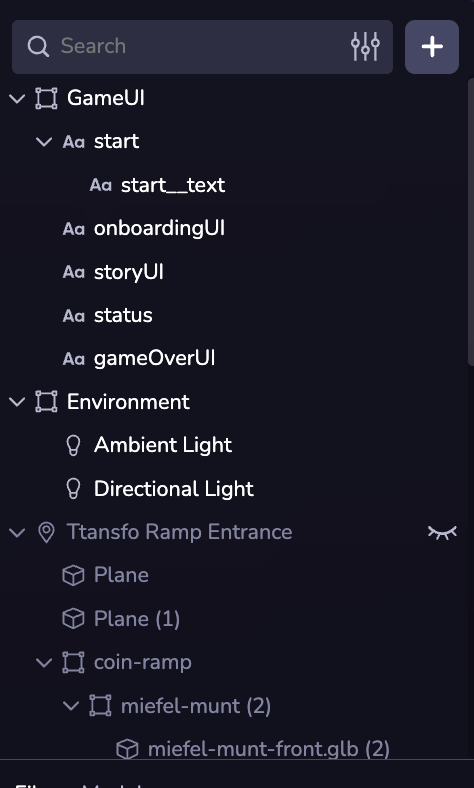 Search
GameUI
Aa start
Aa start__text
Aa onboardingUI
Aa storyUI
Aa status
Aa gameOverUI
Environment
Ambient Light
Directional Light
Ttansfo Ramp Entrance
Plane
Plane (1)
coin-ramp
miefel-munt (2)
miefel-munt-front.glb (2)